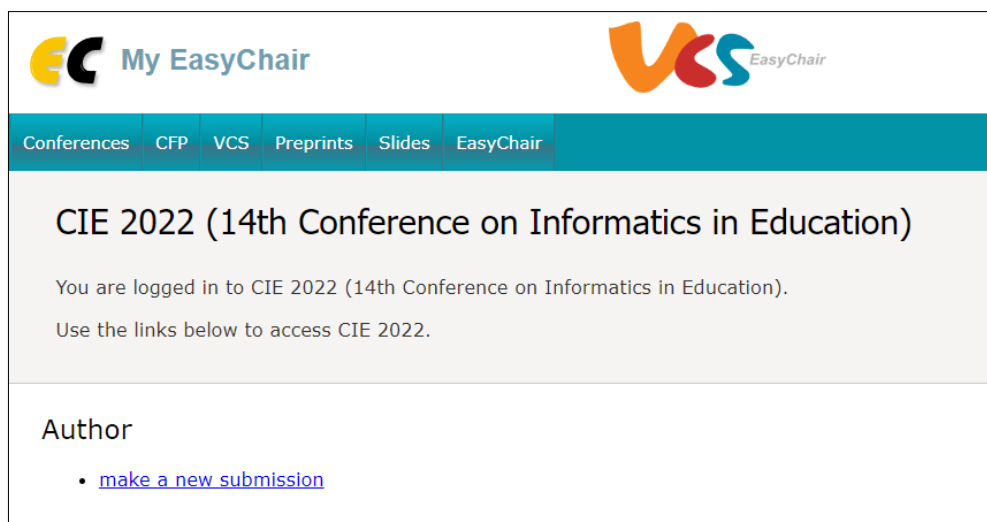 EC My EasyChair
VCS EasyChair
Conferences CFP VCS Preprints Slides EasyChair
CIE 2022 (14th Conference on Informatics in Education)
You are logged in to CIE 2022 (14th Conference on Informatics in Education).
Use the links below to access CIE 2022.
Author
• make a new submission